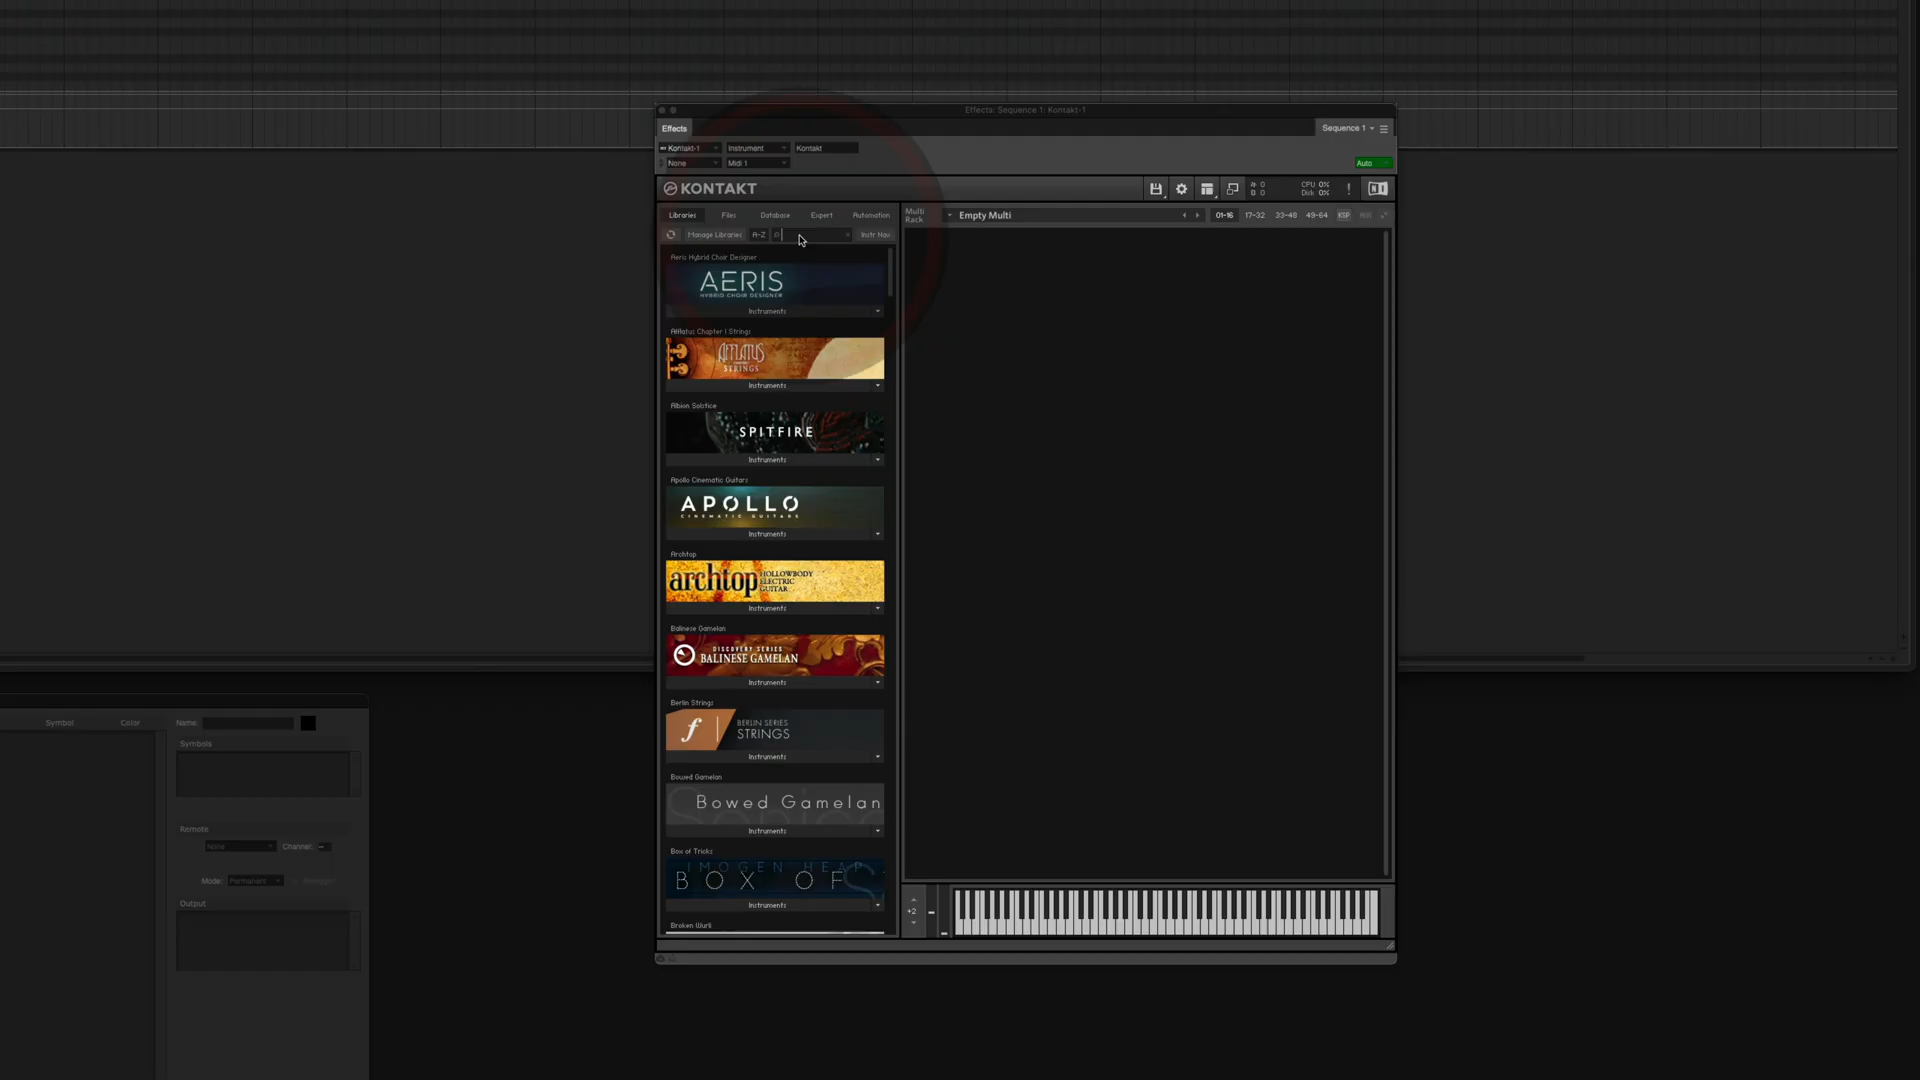 Effects: Sequence 1: Kontakt-1
Effects
Sequence 1
Kontakt-1 Instrument Kontakt
None Midi 1 Auto
KONTAKT
0
0
CPU 0%
Disk 0%
!
Libraries Files Database Expert Automation
Multi
Rack
Empty Multi
01-16 17-32 33-48 49-64 KSP AUX
Manage Libraries A-Z Instr Nav
Aeris Hybrid Choir Designer
AERIS
HYBRID CHOIR DESIGNER
Instruments
Afflatus Chapter I Strings
AFFLATUS
STRINGS
Instruments
Albion Solstice
SPITFIRE
Instruments
Apollo Cinematic Guitars
APOLLO
CINEMATIC GUITARS
Instruments
Archtop
archtop HOLLOWBODY
ELECTRIC
GUITAR
Instruments
Balinese Gamelan
DISCOVERY SERIES
BALINESE GAMELAN
Instruments
Berlin Strings
f BERLIN SERIES
STRINGS
Instruments
Bowed Gamelan
Bowed Gamelan
Instruments
Box of Tricks
IMOGEN HEAP
BOX OF
Instruments
Broken Wurli
+2
Symbol Color Name:
Symbols
Remote
None Channel:
Mode: Permanent
Output